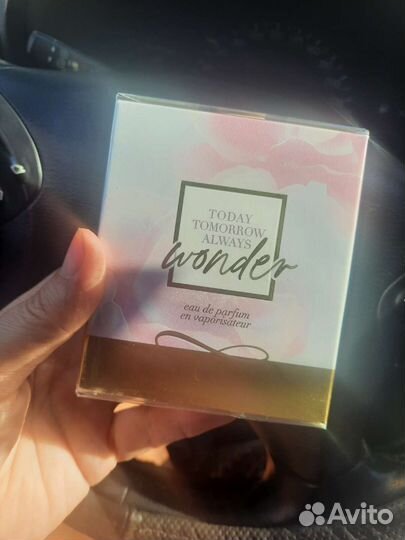 TODAY
TOMORROW
ALWAYS
wonder
eau de parfum
en vaporisateur
Avito